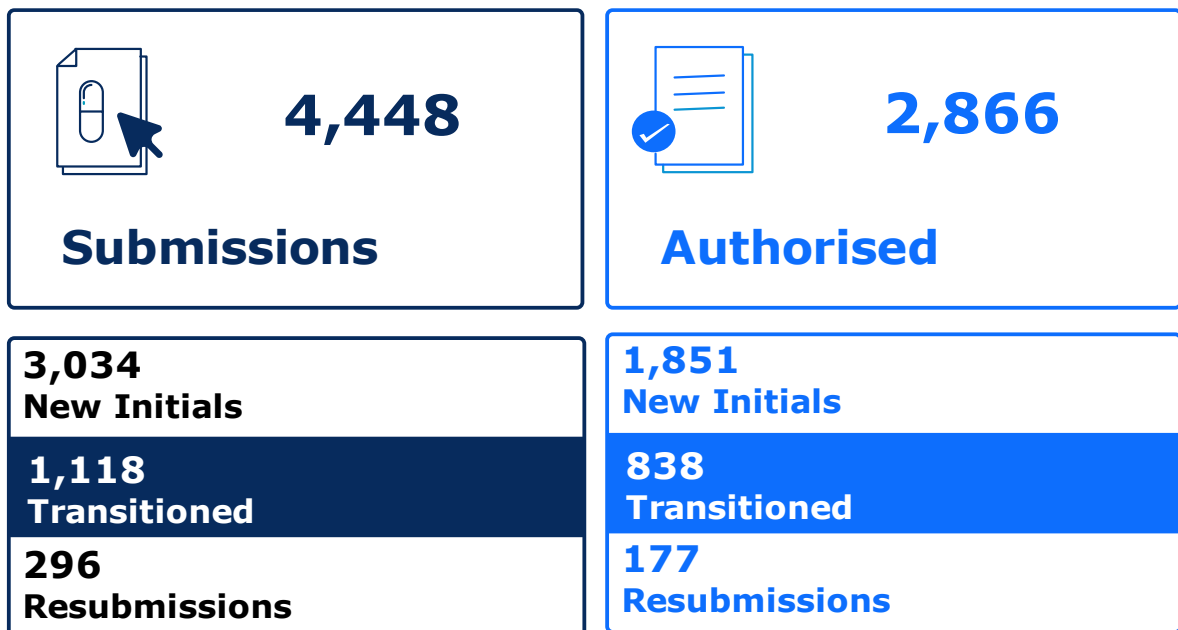 4,448
Submissions
2,866
Authorised
3,034
New Initials
1,118
Transitioned
296
Resubmissions
1,851
New Initials
838
Transitioned
177
Resubmissions